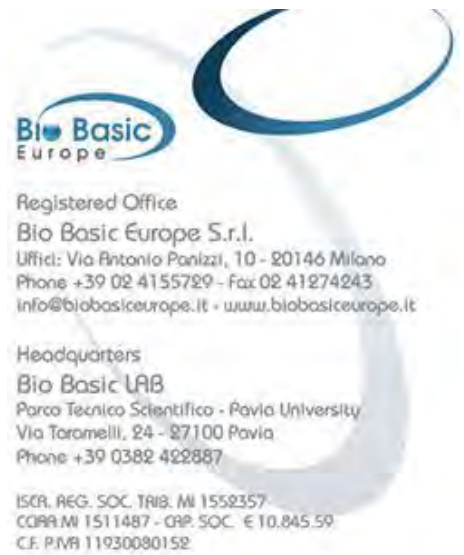 Bio Basic
Europe
Registered Office
Bio Basic Europe S.r.l.
Uffici: Via Antonio Panizzi, 10 - 20146 Milano
Phone +39 02 4155729 - Fax 02 41274243
info@biobasiceurope.it - www.biobasiceurope.it
Headquarters
Bio Basic LAB
Parco Tecnico Scientifico - Pavia University
Via Taramelli, 24 - 27100 Pavia
Phone +39 0382 422887
ISCR. REG. SOC. TRIB. MI 1552357
CCIAA MI 1511487 - CAP. SOC. € 10.845.59
C.F. P.IVA 11930080152